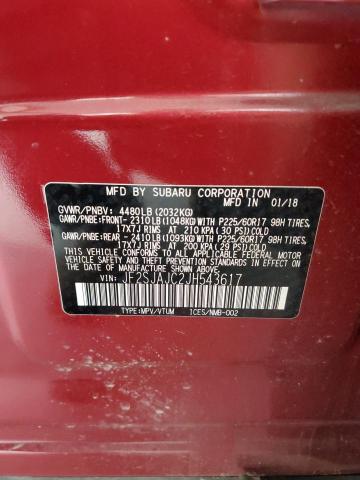 MFD BY SUBARU CORPORATION
MFD IN 01/18
GVWR/PNBV: 4480LB(2032KG)
GAWR/PNBE:FRONT- 2310LB(1048KG)WITH P225/60R17 98H TIRES,
17X7J RIMS AT 210 KPA( 30 PSI)COLD
GAWR/PNBE:REAR - 2410LB(1093KG)WITH P225/60R17 98H TIRES,
17X7J RIMS AT 200 KPA( 29 PSI)COLD
THIS VEHICLE CONFORMS TO ALL APPLICABLE FEDERAL
MOTOR VEHICLE SAFETY, BUMPER, AND THEFT PREVENTION
STANDARDS IN EFFECT ON THE DATE OF MANUFACTURE
SHOWN ABOVE.
VIN: JF2SJAJC2JH543617
TYPE:MPV/VTUM ICES/NMB-002